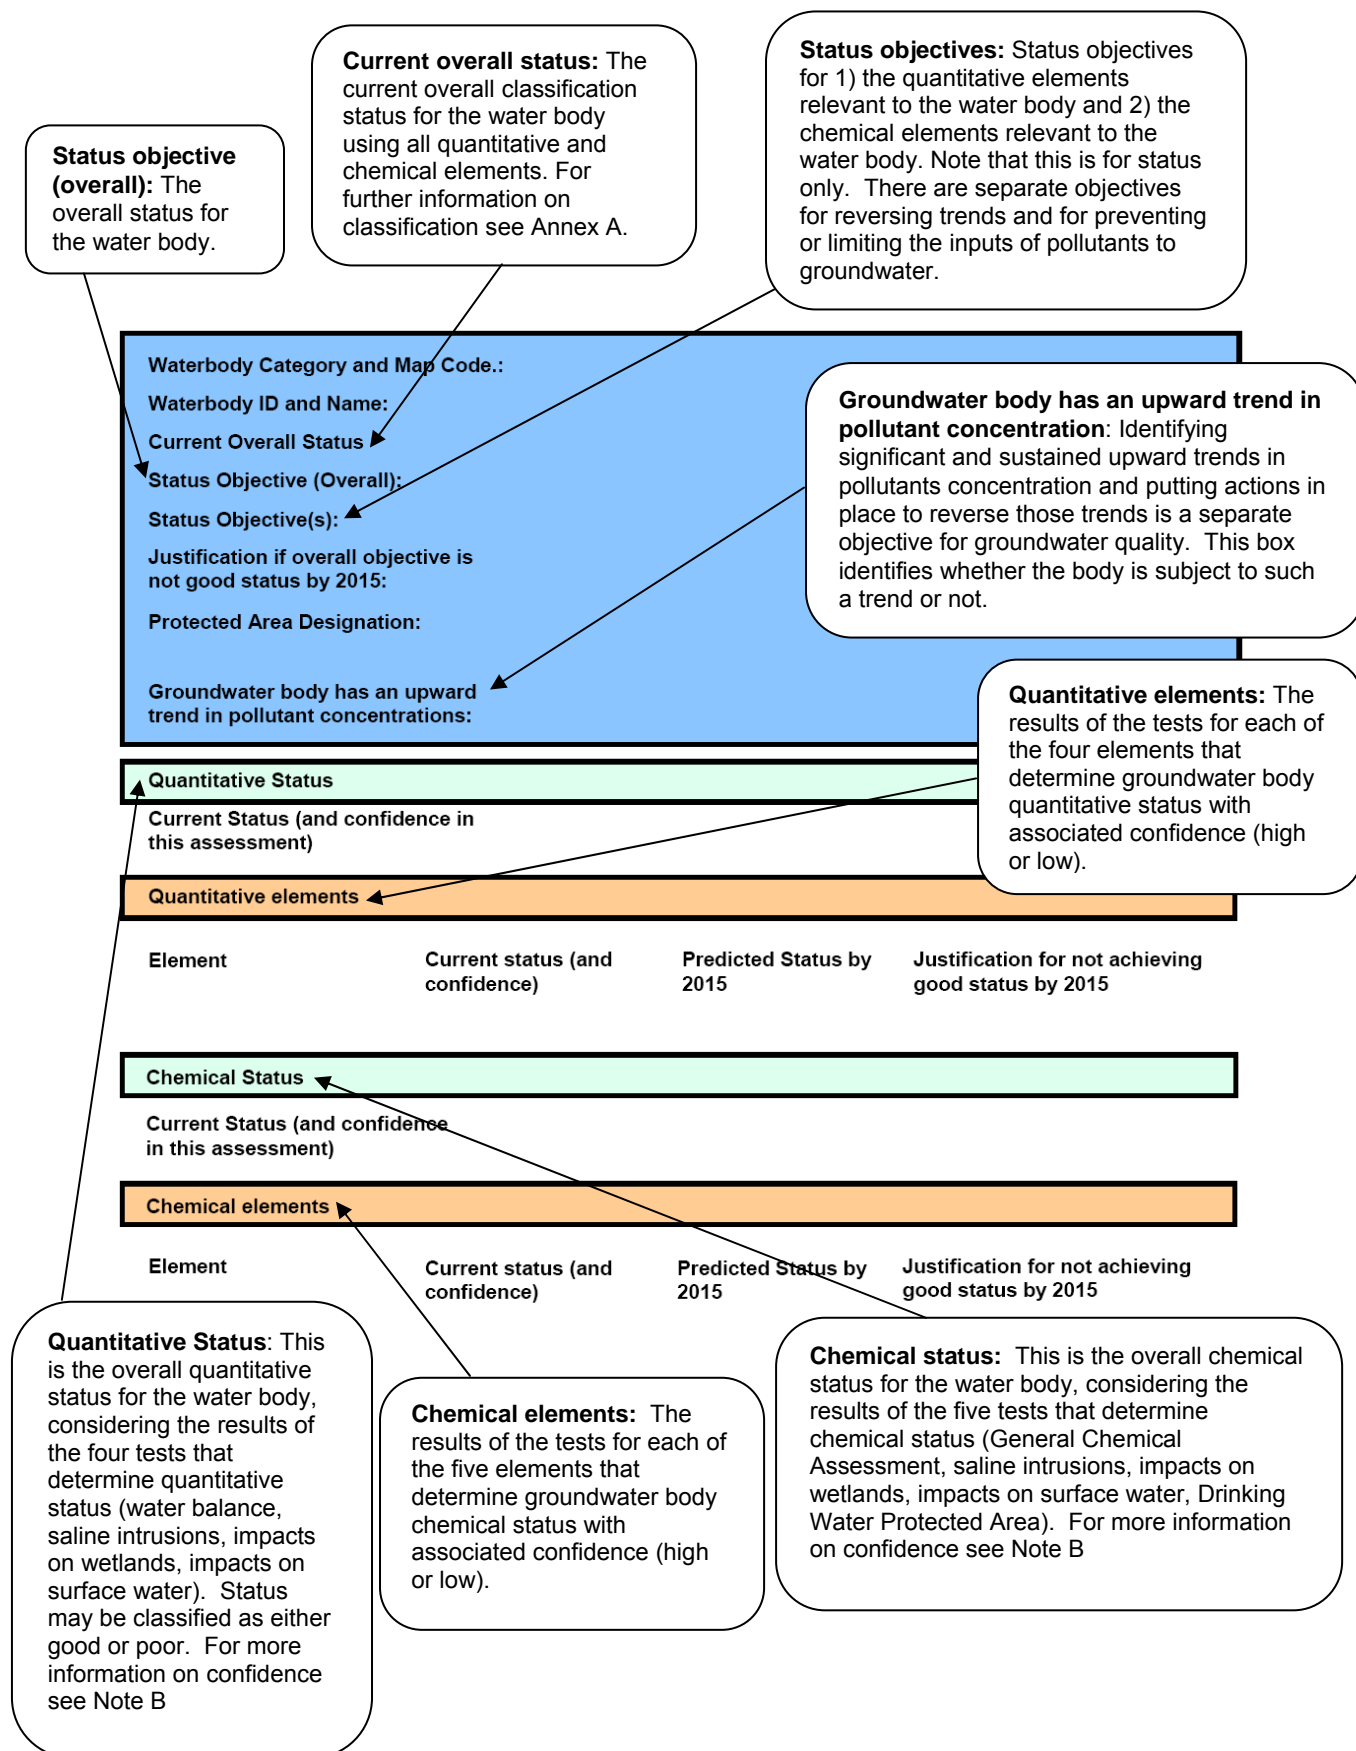 Status objective
(overall): The
overall status for
the water body.
Current overall status: The
current overall classification
status for the water body
using all quantitative and
chemical elements. For
further information on
classification see Annex A.
Status objectives: Status objectives
for 1) the quantitative elements
relevant to the water body and 2) the
chemical elements relevant to the
water body. Note that this is for status
only.  There are separate objectives
for reversing trends and for preventing
or limiting the inputs of pollutants to
groundwater.
Waterbody Category and Map Code.:
Waterbody ID and Name:
Current Overall Status
Status Objective (Overall):
Status Objective(s):
Justification if overall objective is
not good status by 2015:
Protected Area Designation:
Groundwater body has an upward
trend in pollutant concentrations:
Groundwater body has an upward trend in
pollutant concentration: Identifying
significant and sustained upward trends in
pollutants concentration and putting actions in
place to reverse those trends is a separate
objective for groundwater quality.  This box
identifies whether the body is subject to such
a trend or not.
Quantitative elements: The
results of the tests for each of
the four elements that
determine groundwater body
quantitative status with
associated confidence (high
or low).
Quantitative Status
Current Status (and confidence in
this assessment)
Quantitative elements
Element
Current status (and
confidence)
Predicted Status by
2015
Justification for not achieving
good status by 2015
Chemical Status
Current Status (and confidence
in this assessment)
Chemical elements
Element
Current status (and
confidence)
Predicted Status by
2015
Justification for not achieving
good status by 2015
Quantitative Status: This
is the overall quantitative
status for the water body,
considering the results of
the four tests that
determine quantitative
status (water balance,
saline intrusions, impacts
on wetlands, impacts on
surface water).  Status
may be classified as either
good or poor.  For more
information on confidence
see Note B
Chemical elements:  The
results of the tests for each of
the five elements that
determine groundwater body
chemical status with
associated confidence (high
or low).
Chemical status:  This is the overall chemical
status for the water body, considering the
results of the five tests that determine
chemical status (General Chemical
Assessment, saline intrusions, impacts on
wetlands, impacts on surface water, Drinking
Water Protected Area).  For more information
on confidence see Note B